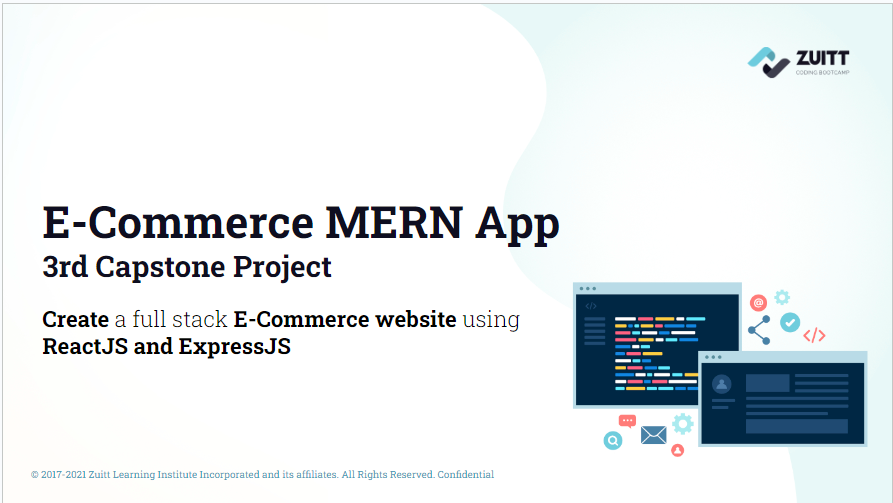 ZUITT
CODING BOOTCAMP
E-Commerce MERN App
3rd Capstone Project
Create a full stack E-Commerce website using
ReactJS and ExpressJS
</>
@
</>
© 2017-2021 Zuitt Learning Institute Incorporated and its affiliates. All Rights Reserved. Confidential